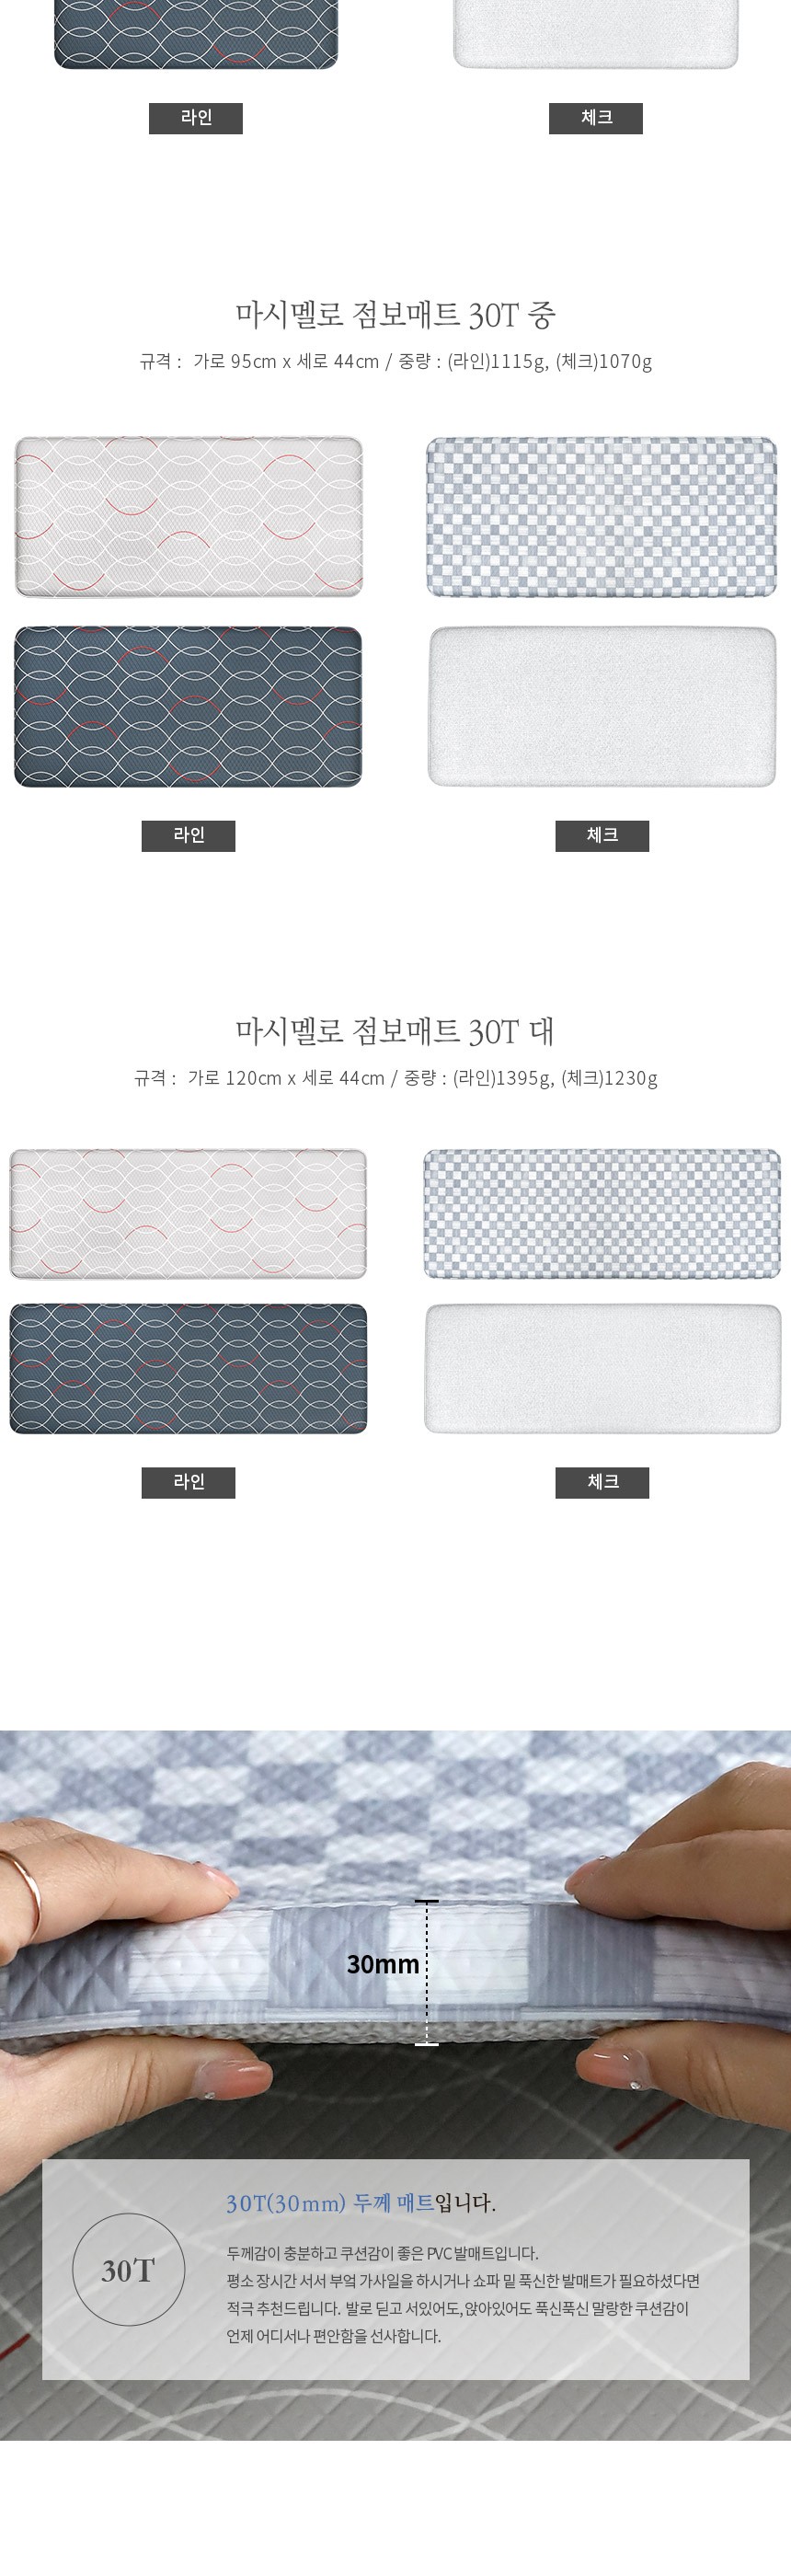 라인
체크
마시멜로 점보매트 30T 중
규격 : 가로 95cm x 세로 44cm / 중량 : (라인)1115g, (체크)1070g
라인
체크
마시멜로 점보매트 30T 대
규격 : 가로 120cm x 세로 44cm / 중량 : (라인)1395g, (체크)1230g
라인
체크
30mm
30T
30T(30mm) 두께 매트입니다.
두께감이 충분하고 쿠션감이 좋은 PVC 발매트입니다.
평소 장시간 서서 부엌 가사일을 하시거나 쇼파 밑 푹신한 발매트가 필요하셨다면
적극 추천드립니다. 발로 딛고 서있어도, 앉아있어도 푹신푹신 말랑한 쿠션감이
언제 어디서나 편안함을 선사합니다.